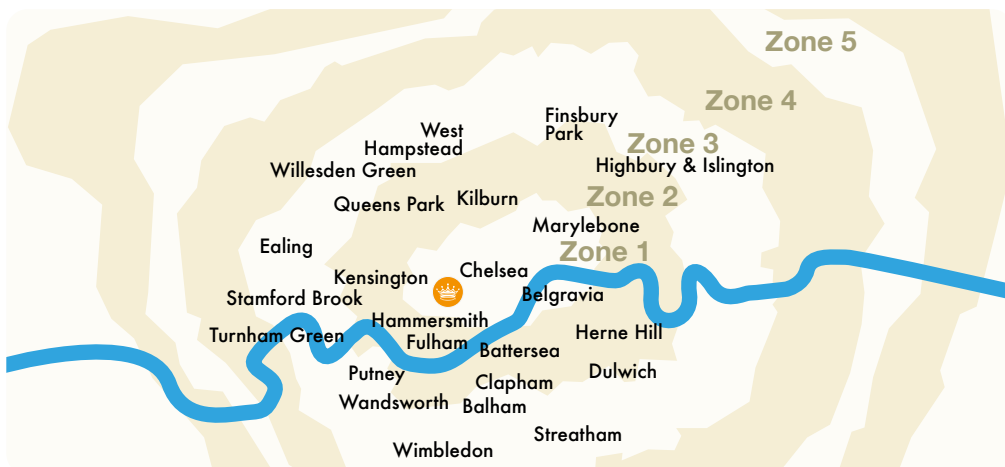 Zone 5
Zone 4
Finsbury
Park
Zone 3
West
Hampstead
Highbury & Islington
Willesden Green
Zone 2
Queens Park
Kilburn
Marylebone
Ealing
Zone 1
Chelsea
Kensington
Stamford Brook
Belgravia
Hammersmith
Turnham Green
Fulham
Herne Hill
Battersea
Putney
Dulwich
Clapham
Wandsworth
Balham
Streatham
Wimbledon